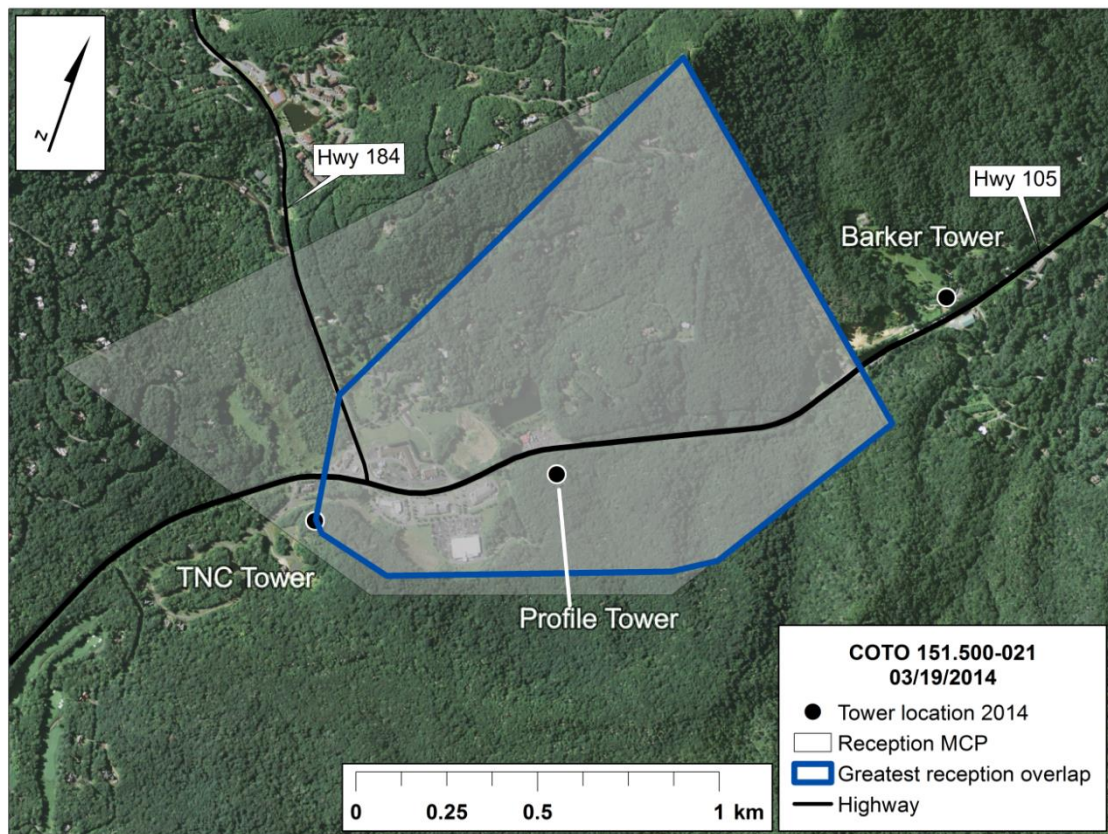 N
Hwy 184
Hwy 105
Barker Tower
TNC Tower
Profile Tower
COTO 151.500-021
03/19/2014
Tower location 2014
Reception MCP
Greatest reception overlap
Highway
0 0.25 0.5 1 km